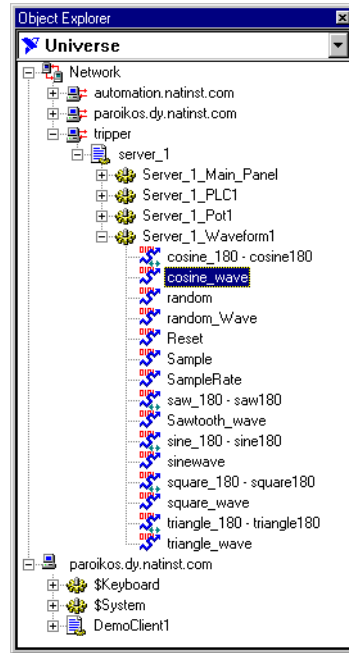 Object Explorer
Universe
Network
automation.natinst.com
paroikos.dy.natinst.com
tripper
server_1
Server_1_Main_Panel
Server_1_PLC1
Server_1_Pot1
Server_1_Waveform1
cosine_180 - cosine180
cosine_wave
random
random_Wave
Reset
Sample
SampleRate
saw_180 - saw180
Sawtooth_wave
sine_180 - sine180
sinewave
square_180 - square180
square_wave
triangle_180 - triangle180
triangle_wave
paroikos.dy.natinst.com
$Keyboard
$System
DemoClient1